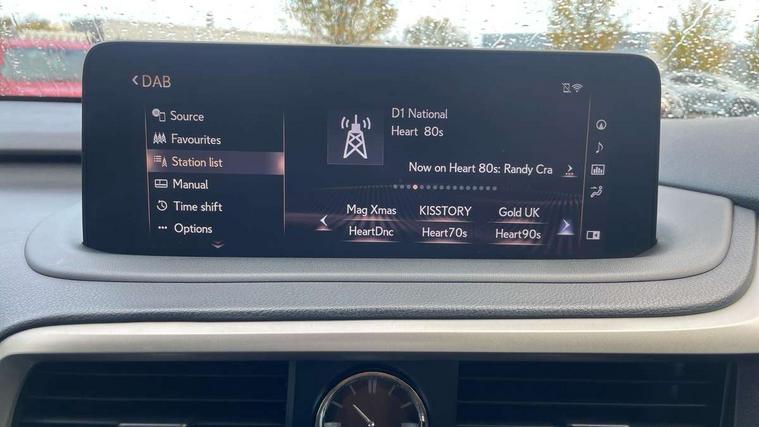 DAB
Source
Favourites
Station list
Manual
Time shift
Options
D1 National
Heart 80s
Now on Heart 80s: Randy Cra
Mag Xmas KISSTORY Gold UK
HeartDnc Heart70s Heart90s